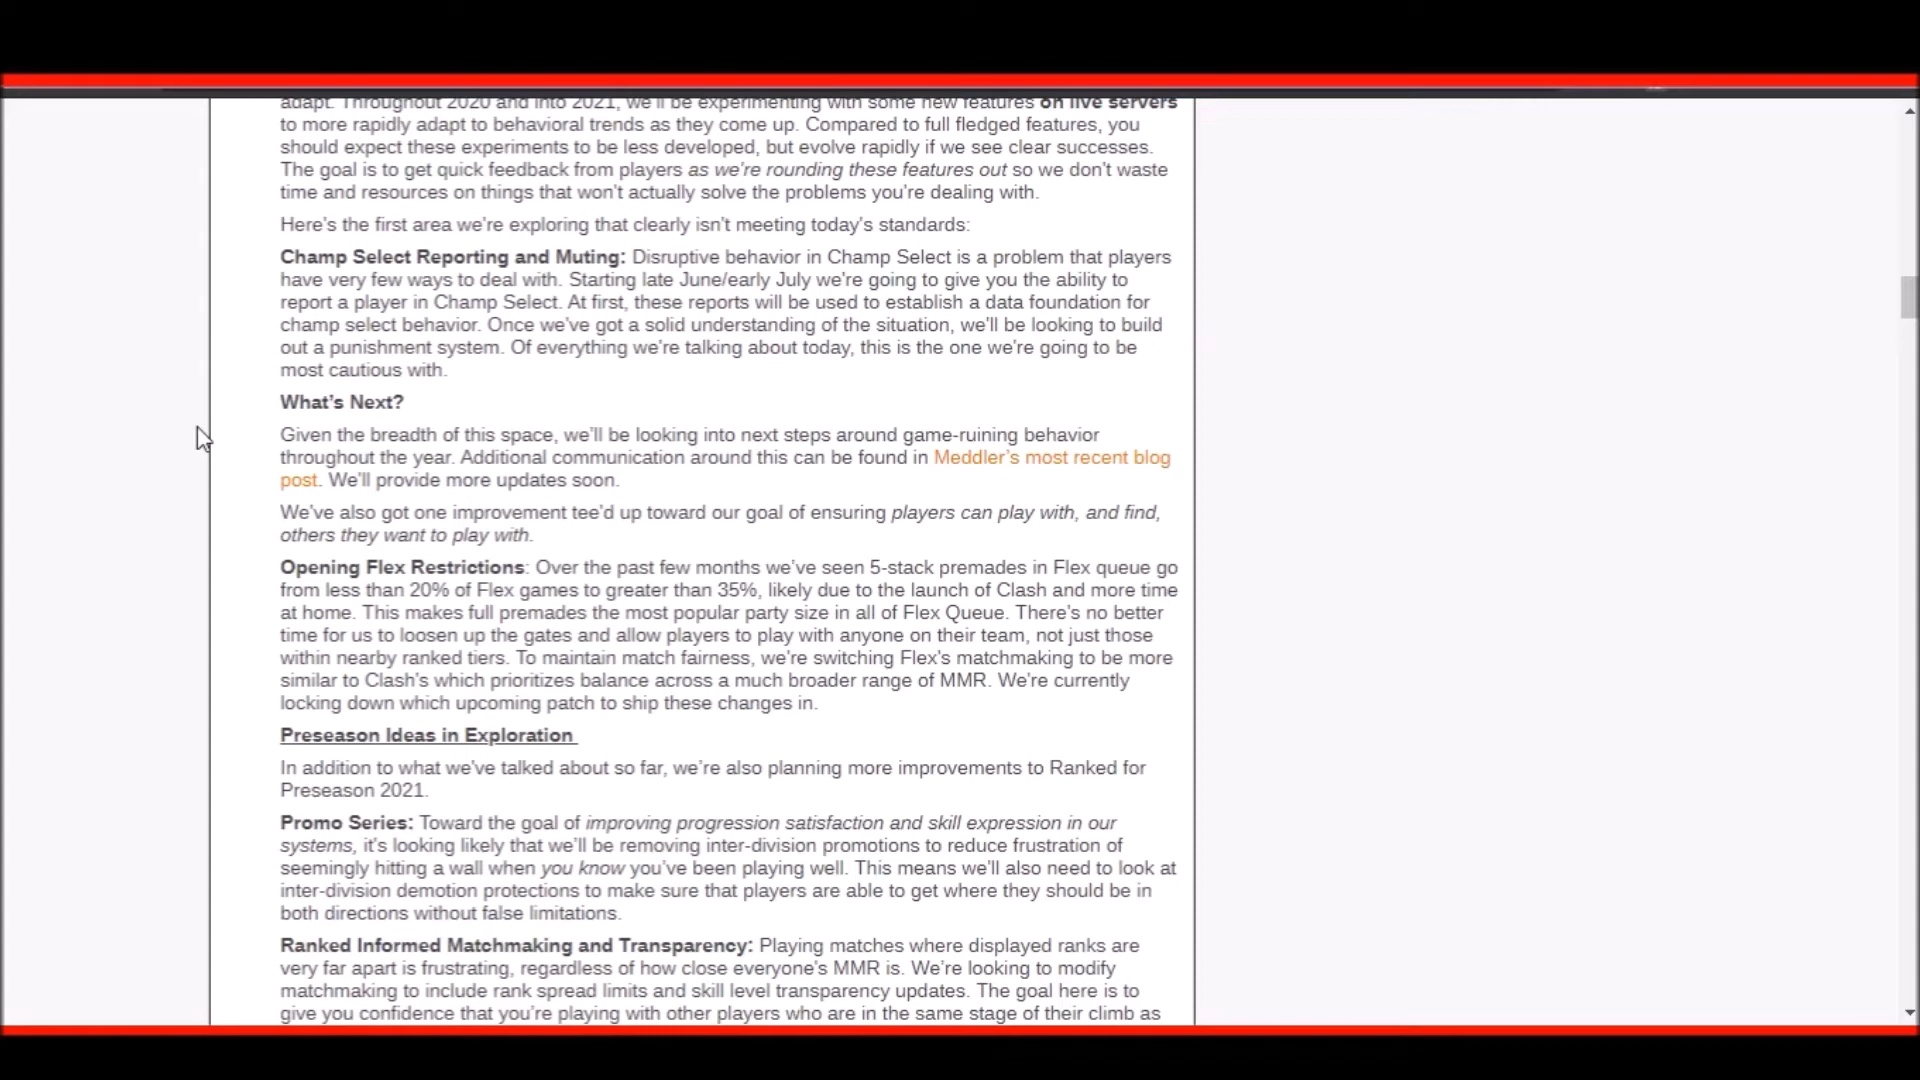 adapt. Throughout 2020 and into 2021, we'll be experimenting with some new features on live servers
to more rapidly adapt to behavioral trends as they come up. Compared to full fledged features, you
should expect these experiments to be less developed, but evolve rapidly if we see clear successes.
The goal is to get quick feedback from players as we're rounding these features out so we don't waste
time and resources on things that won't actually solve the problems you're dealing with.
Here's the first area we're exploring that clearly isn't meeting today's standards:
Champ Select Reporting and Muting: Disruptive behavior in Champ Select is a problem that players
have very few ways to deal with. Starting late June/early July we're going to give you the ability to
report a player in Champ Select. At first, these reports will be used to establish a data foundation for
champ select behavior. Once we've got a solid understanding of the situation, we'll be looking to build
out a punishment system. Of everything we're talking about today, this is the one we're going to be
most cautious with.
What's Next?
Given the breadth of this space, we'll be looking into next steps around game-ruining behavior
throughout the year. Additional communication around this can be found in Meddler's most recent blog
post. We'll provide more updates soon.
We've also got one improvement tee'd up toward our goal of ensuring players can play with, and find,
others they want to play with.
Opening Flex Restrictions: Over the past few months we've seen 5-stack premades in Flex queue go
from less than 20% of Flex games to greater than 35%, likely due to the launch of Clash and more time
at home. This makes full premades the most popular party size in all of Flex Queue. There's no better
time for us to loosen up the gates and allow players to play with anyone on their team, not just those
within nearby ranked tiers. To maintain match fairness, we're switching Flex's matchmaking to be more
similar to Clash's which prioritizes balance across a much broader range of MMR. We're currently
locking down which upcoming patch to ship these changes in.
Preseason Ideas in Exploration
In addition to what we've talked about so far, we're also planning more improvements to Ranked for
Preseason 2021.
Promo Series: Toward the goal of improving progression satisfaction and skill expression in our
systems, it's looking likely that we'll be removing inter-division promotions to reduce frustration of
seemingly hitting a wall when you know you've been playing well. This means we'll also need to look at
inter-division demotion protections to make sure that players are able to get where they should be in
both directions without false limitations.
Ranked Informed Matchmaking and Transparency: Playing matches where displayed ranks are
very far apart is frustrating, regardless of how close everyone's MMR is. We're looking to modify
matchmaking to include rank spread limits and skill level transparency updates. The goal here is to
give you confidence that you're playing with other players who are in the same stage of their climb as